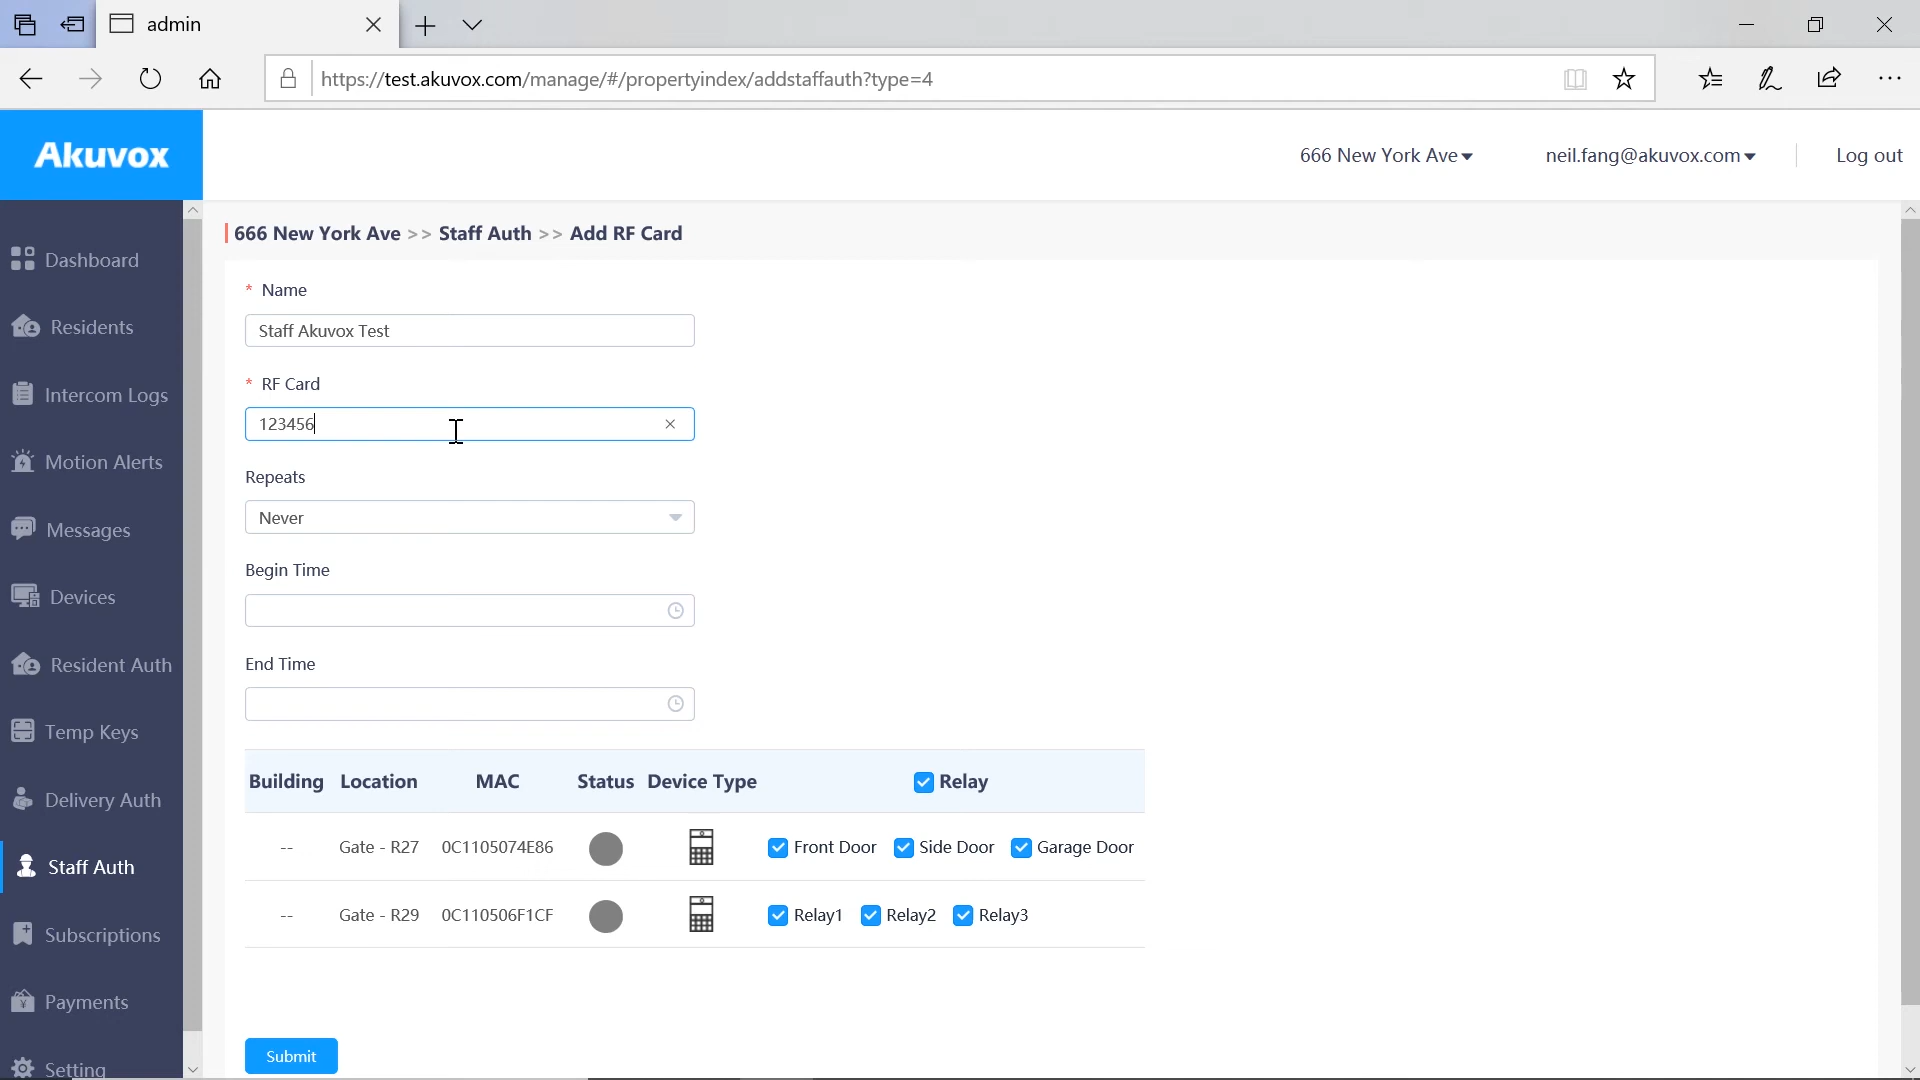 admin
https://test.akuvox.com/manage/#/propertyindex/addstaffauth?type=4
Akuvox
666 New York Ave
neil.fang@akuvox.com
Log out
Dashboard
Residents
Intercom Logs
Motion Alerts
Messages
Devices
Resident Auth
Temp Keys
Delivery Auth
Staff Auth
Subscriptions
Payments
Setting
666 New York Ave >> Staff Auth >> Add RF Card
* Name
Staff Akuvox Test
* RF Card
123456
Repeats
Never
Begin Time
End Time
Building Location MAC Status Device Type Relay
-- Gate - R27 0C1105074E86 Front Door Side Door Garage Door
-- Gate - R29 0C110506F1CF Relay1 Relay2 Relay3
Submit